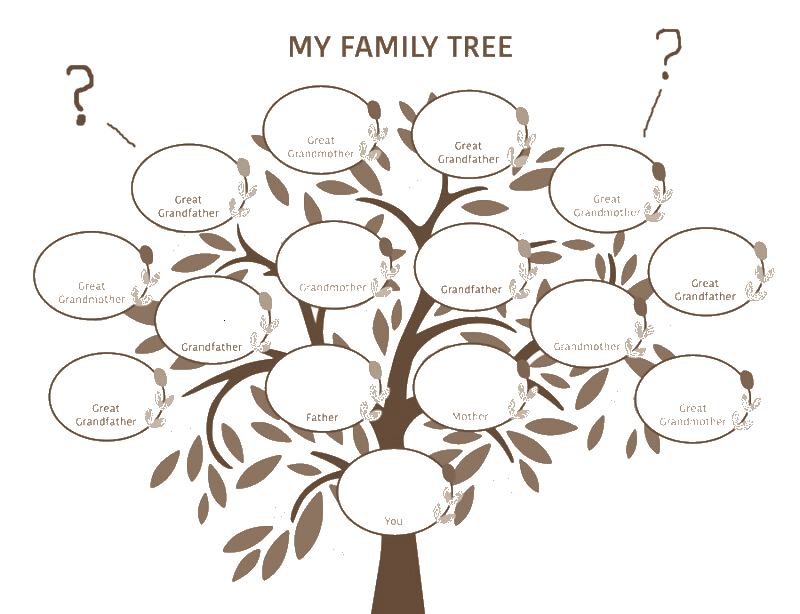 MY FAMILY TREE
?
?
Great
Grandmother
Great
Grandfather
Great
Grandfather
Great
Grandmother
Great
Grandmother
Grandmother
Grandfather
Great
Grandfather
Grandfather
Grandmother
Great
Grandfather
Father
Mother
Great
Grandmother
You